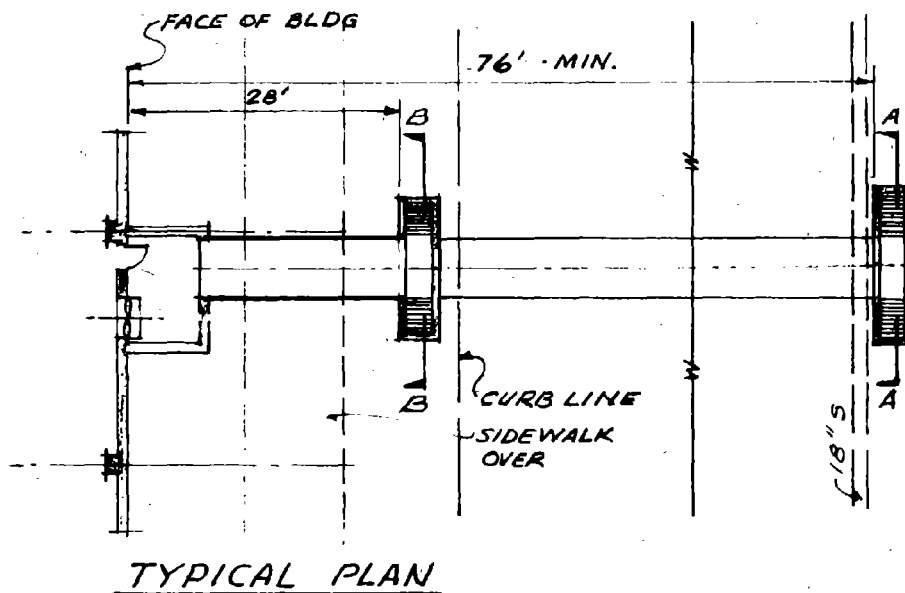 FACE OF BLDG
76' MIN.
28'
B
A
B
A
CURB LINE
SIDEWALK
OVER
18" S
TYPICAL PLAN
W
W